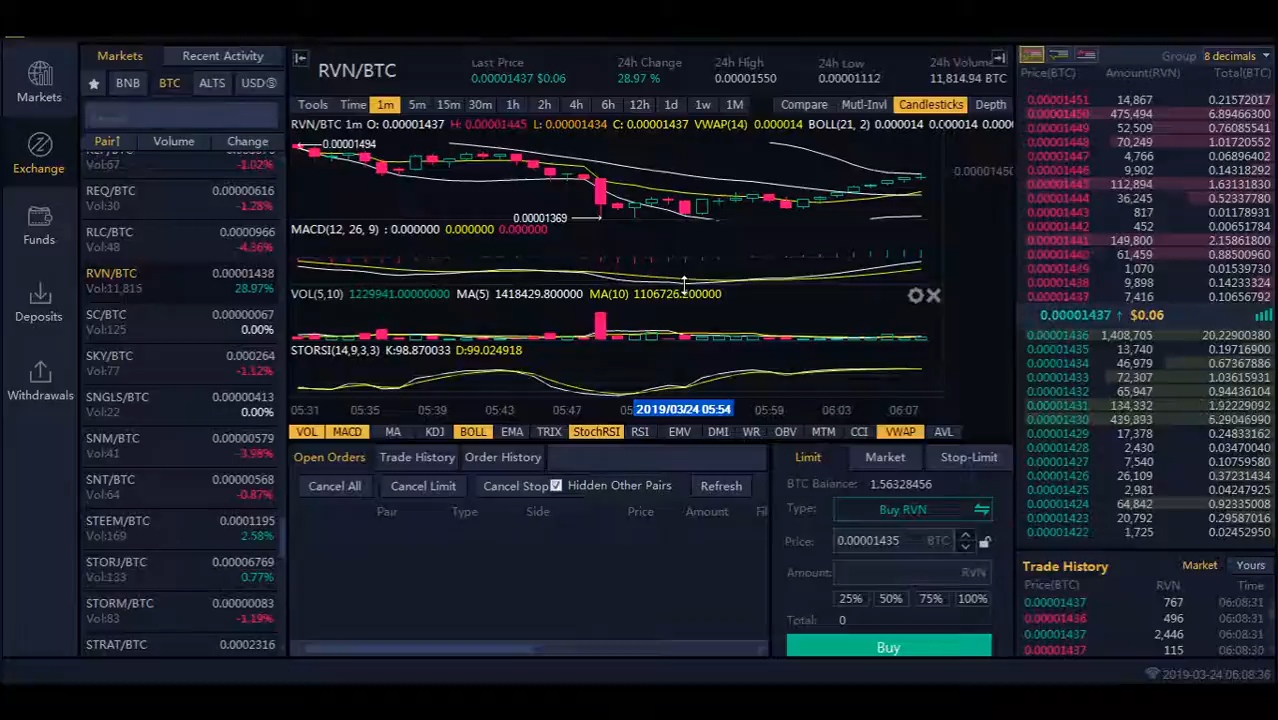 Markets
Exchange
Funds
Deposits
Withdrawals
Markets Recent Activity
BNB BTC ALTS USDⓈ
Pair↑ Volume Change
Vol:67 -1.02%
REQ/BTC 0.00000616
Vol:30 -1.28%
RLC/BTC 0.0000966
Vol:48 -4.36%
RVN/BTC 0.00001438
Vol:11,815 28.97%
SC/BTC 0.00000067
Vol:125 0.00%
SKY/BTC 0.000264
Vol:77 -1.12%
SNGLS/BTC 0.00000413
Vol:22 0.00%
SNM/BTC 0.00000579
Vol:41 -3.98%
SNT/BTC 0.00000568
Vol:64 -0.87%
STEEM/BTC 0.0001195
Vol:169 2.58%
STORJ/BTC 0.00006769
Vol:133 0.77%
STORM/BTC 0.00000083
Vol:83 -1.19%
STRAT/BTC 0.0002316
RVN/BTC
Last Price 24h Change 24h High 24h Low 24h Volume
0.00001437 $0.06 28.97 % 0.00001550 0.00001112 11,814.94 BTC
Tools Time 1m 5m 15m 30m 1h 2h 4h 6h 12h 1d 1w 1M Compare Mutl-Invl Candlesticks Depth
RVN/BTC 1m O: 0.00001437 H: 0.00001445 L: 0.00001434 C: 0.00001437 VWAP(14) 0.000014 BOLL(21, 2) 0.000014 0.000014 0.0000
0.00001494
0.0000145
0.00001369
MACD(12, 26, 9) : 0.000000 0.000000 0.000000
VOL(5,10) 1229941.00000000 MA(5) 1418429.800000 MA(10) 1106726.200000
STORSI(14,9,3,3) K:98.870033 D:99.024918
05:31 05:35 05:39 05:43 05:47 2019/03/24 05:54 05:59 06:03 06:07
VOL MACD MA KDJ BOLL EMA TRIX StochRSI RSI EMV DMI WR OBV MTM CCI VWAP AVL
Open Orders Trade History Order History
Cancel All Cancel Limit Cancel Stop Hidden Other Pairs Refresh
Pair Type Side Price Amount Fil
Limit Market Stop-Limit
BTC Balance: 1.56328456
Type: Buy RVN
Price: 0.00001435 BTC
Amount: RVN
25% 50% 75% 100%
Total: 0
Buy
Group 8 decimals
Price(BTC) Amount(RVN) Total(BTC)
0.00001451 14,867 0.21572017
0.00001450 475,494 6.89466300
0.00001449 52,509 0.76085541
0.00001448 70,249 1.01720552
0.00001447 4,766 0.06896402
0.00001446 9,902 0.14318292
0.00001445 112,894 1.63131830
0.00001444 36,245 0.52337780
0.00001443 817 0.01178931
0.00001442 452 0.00651784
0.00001441 149,800 2.15861800
0.00001440 61,459 0.88500960
0.00001439 1,070 0.01539730
0.00001438 9,898 0.14233324
0.00001437 7,416 0.10656792
0.00001437 ↑ $0.06
0.00001436 1,408,705 20.22900380
0.00001435 13,740 0.19716900
0.00001434 46,979 0.67367886
0.00001433 72,307 1.03615931
0.00001432 65,947 0.94436104
0.00001431 134,332 1.92229092
0.00001430 439,893 6.29046990
0.00001429 17,378 0.24833162
0.00001428 2,430 0.03470040
0.00001427 7,540 0.10759580
0.00001426 26,109 0.37231434
0.00001425 2,981 0.04247925
0.00001424 64,842 0.92335008
0.00001423 20,792 0.29587016
0.00001422 1,725 0.02452950
Trade History Market Yours
Price(BTC) RVN Time
0.00001437 767 06:08:31
0.00001436 496 06:08:31
0.00001437 2,446 06:08:31
0.00001437 115 06:08:30
2019-03-24 06:08:36